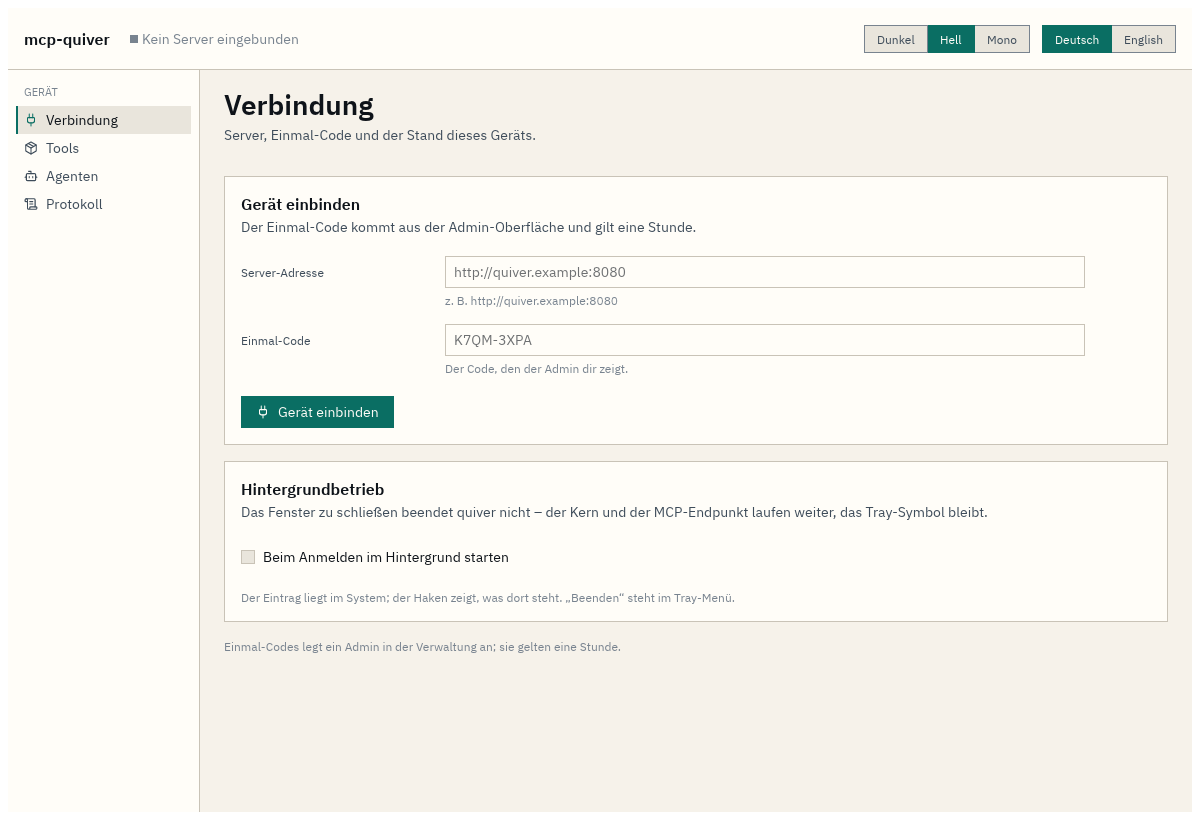 mcp-quiver
Kein Server eingebunden
Dunkel
Hell
Mono
Deutsch
English
GERÄT
Verbindung
Tools
Agenten
Protokoll
Verbindung
Server, Einmal-Code und der Stand dieses Geräts.
Gerät einbinden
Der Einmal-Code kommt aus der Admin-Oberfläche und gilt eine Stunde.
Server-Adresse
http://quiver.example:8080
z. B. http://quiver.example:8080
Einmal-Code
K7QM-3XPA
Der Code, den der Admin dir zeigt.
Gerät einbinden
Hintergrundbetrieb
Das Fenster zu schließen beendet quiver nicht – der Kern und der MCP-Endpunkt laufen weiter, das Tray-Symbol bleibt.
Beim Anmelden im Hintergrund starten
Der Eintrag liegt im System; der Haken zeigt, was dort steht. „Beenden“ steht im Tray-Menü.
Einmal-Codes legt ein Admin in der Verwaltung an; sie gelten eine Stunde.